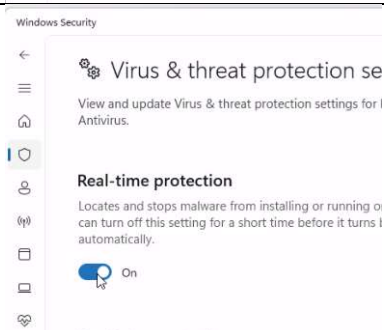 Windows Security
Virus & threat protection se
View and update Virus & threat protection settings for
Antivirus.
Real-time protection
Locates and stops malware from installing or running o
can turn off this setting for a short time before it turns
automatically.
On